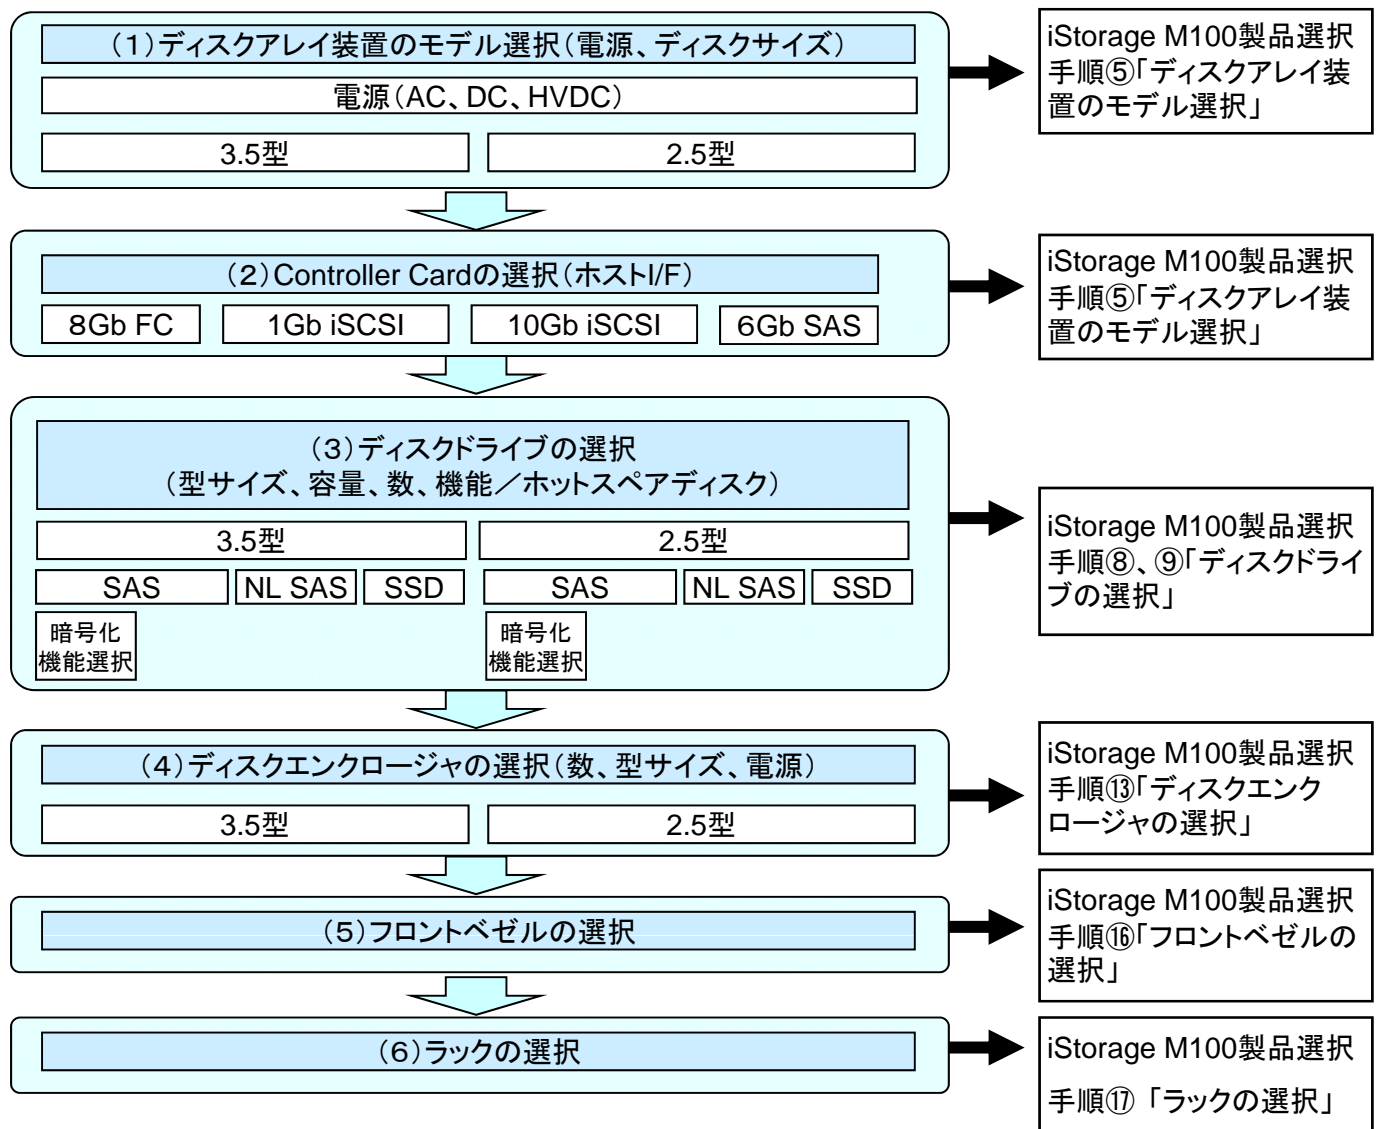 （１）ディスクアレイ装置のモデル選択（電源、ディスクサイズ）
電源（AC、DC、HVDC）
3.5型
2.5型
iStorage M100製品選択
手順⑤「ディスクアレイ装
置のモデル選択」
（２）Controller Cardの選択（ホストI/F）
８Gb FC
1Gb iSCSI
10Gb iSCSI
６Gb SAS
iStorage M100製品選択
手順⑤「ディスクアレイ装
置のモデル選択」
（３）ディスクドライブの選択
（型サイズ、容量、数、機能／ホットスペアディスク）
3.5型
2.5型
SAS
NL SAS
SSD
SAS
NL SAS
SSD
暗号化
機能選択
暗号化
機能選択
iStorage M100製品選択
手順⑧、⑨「ディスクドライ
ブの選択」
（４）ディスクエンクロージャの選択（数、型サイズ、電源）
3.5型
2.5型
iStorage M100製品選択
手順⑬「ディスクエンク
ロージャの選択」
（５）フロントベゼルの選択
iStorage M100製品選択
手順⑯「フロントベゼルの
選択」
（６）ラックの選択
iStorage M100製品選択
手順⑰ 「ラックの選択」